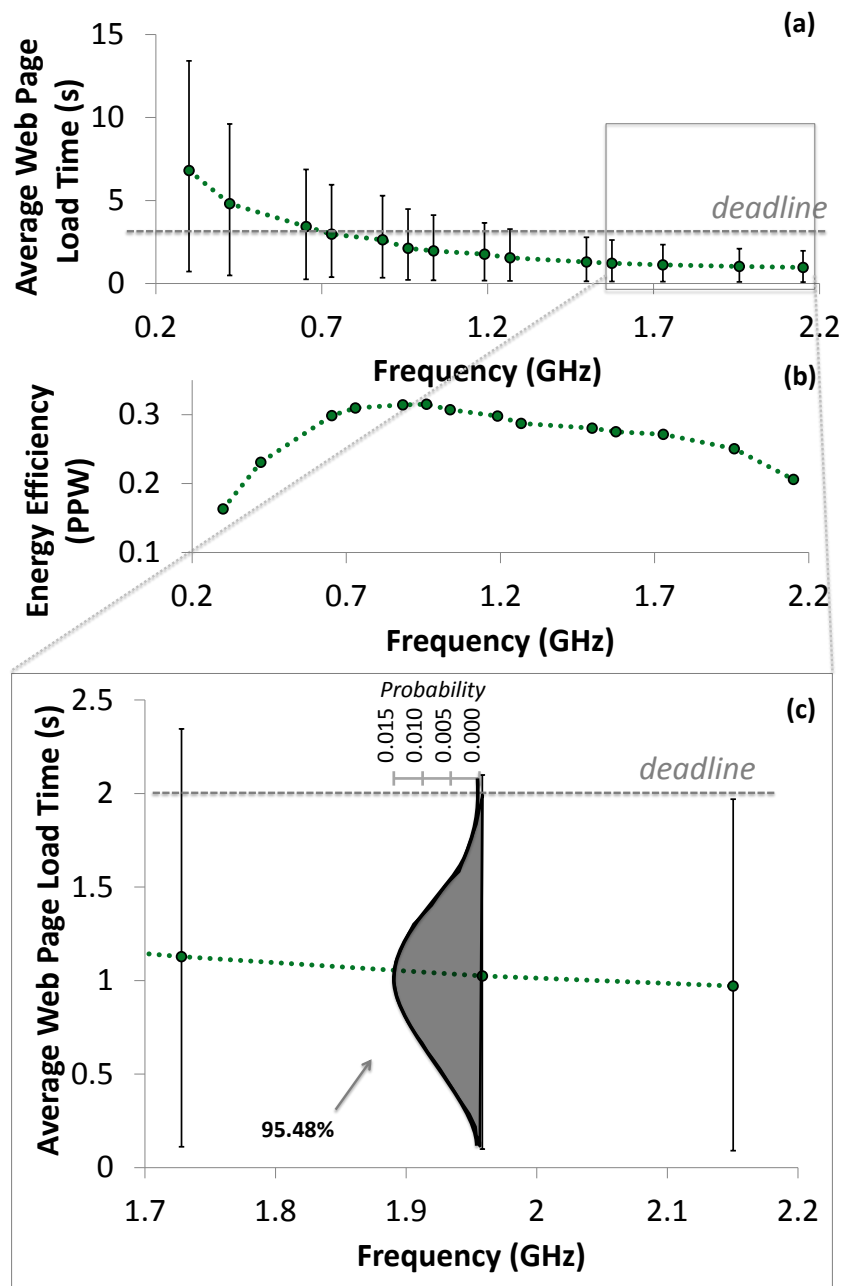 (a)
Average Web Page
Load Time (s)
15
10
5
0
deadline
0.2 0.7 1.2 1.7 2.2
Frequency (GHz)
(b)
Energy Efficiency
(PPW)
0.3
0.2
0.1
0.2 0.7 1.2 1.7 2.2
Frequency (GHz)
(c)
Average Web Page Load Time (s)
2.5
2
1.5
1
0.5
0
Probability
0.015
0.010
0.005
0.000
deadline
95.48%
1.7 1.8 1.9 2 2.1 2.2
Frequency (GHz)